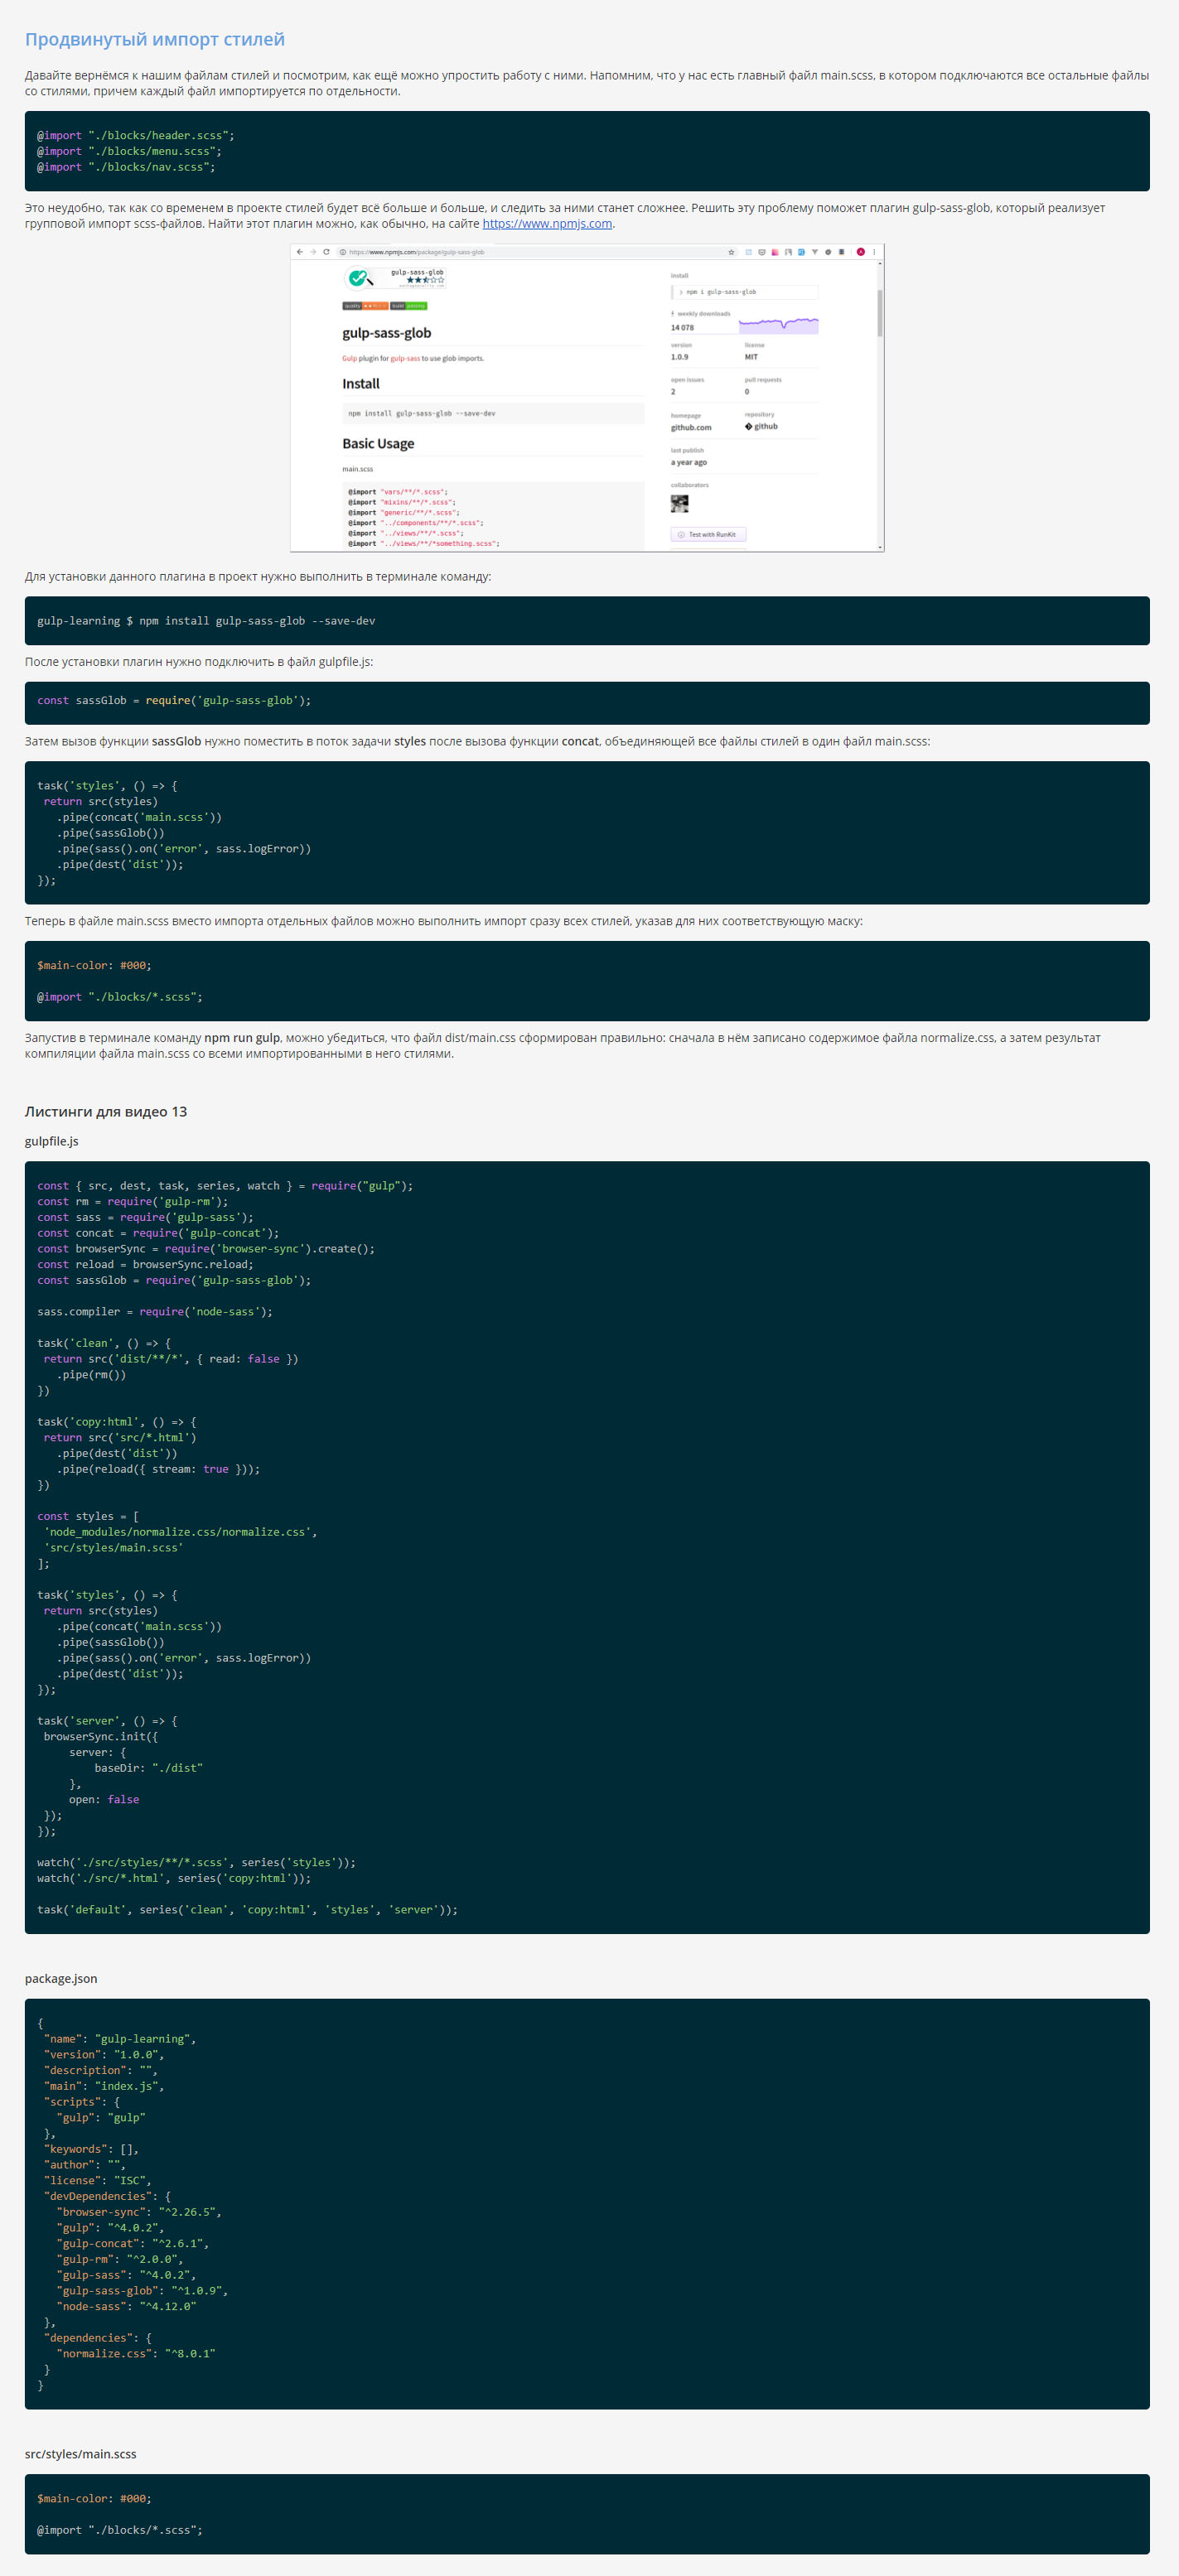 Продвинутый импорт стилей
Давайте вернёмся к нашим файлам стилей и посмотрим, как ещё можно упростить работу с ними. Напомним, что у нас есть главный файл main.scss, в котором подключаются все остальные файлы
со стилями, причем каждый файл импортируется по отдельности.
@import "./blocks/header.scss";
@import "./blocks/menu.scss";
@import "./blocks/nav.scss";
Это неудобно, так как со временем в проекте стилей будет всё больше и больше, и следить за ними станет сложнее. Решить эту проблему поможет плагин gulp-sass-glob, который реализует
групповой импорт scss-файлов. Найти этот плагин можно, как обычно, на сайте https://www.npmjs.com.
https://www.npmjs.com/package/gulp-sass-glob
gulp-sass-glob
quality
build
gulp-sass-glob
Gulp plugin for gulp-sass to use glob imports.
Install
npm install gulp-sass-glob --save-dev
Basic Usage
main.scss
@import "vars/**/*.scss";
@import "mixins/**/*.scss";
@import "generic/**/*.scss";
@import "../components/**/*.scss";
@import "../views/**/*.scss";
@import "../views/**/*something.scss";
install
> npm i gulp-sass-glob
weekly downloads
14 078
version license
1.0.9 MIT
open issues pull requests
2 0
homepage repository
github.com github
last publish
a year ago
collaborators
Test with RunKit
Для установки данного плагина в проект нужно выполнить в терминале команду:
gulp-learning $ npm install gulp-sass-glob --save-dev
После установки плагин нужно подключить в файл gulpfile.js:
const sassGlob = require('gulp-sass-glob');
Затем вызов функции sassGlob нужно поместить в поток задачи styles после вызова функции concat, объединяющей все файлы стилей в один файл main.scss:
task('styles', () => {
return src(styles)
.pipe(concat('main.scss'))
.pipe(sassGlob())
.pipe(sass().on('error', sass.logError))
.pipe(dest('dist'));
});
Теперь в файле main.scss вместо импорта отдельных файлов можно выполнить импорт сразу всех стилей, указав для них соответствующую маску:
$main-color: #000;
@import "./blocks/*.scss";
Запустив в терминале команду npm run gulp, можно убедиться, что файл dist/main.css сформирован правильно: сначала в нём записано содержимое файла normalize.css, а затем результат
компиляции файла main.scss со всеми импортированными в него стилями.
Листинги для видео 13
gulpfile.js
const { src, dest, task, series, watch } = require("gulp");
const rm = require('gulp-rm');
const sass = require('gulp-sass');
const concat = require('gulp-concat');
const browserSync = require('browser-sync').create();
const reload = browserSync.reload;
const sassGlob = require('gulp-sass-glob');
sass.compiler = require('node-sass');
task('clean', () => {
return src('dist/**/*', { read: false })
.pipe(rm())
})
task('copy:html', () => {
return src('src/*.html')
.pipe(dest('dist'))
.pipe(reload({ stream: true }));
})
const styles = [
'node_modules/normalize.css/normalize.css',
'src/styles/main.scss'
];
task('styles', () => {
return src(styles)
.pipe(concat('main.scss'))
.pipe(sassGlob())
.pipe(sass().on('error', sass.logError))
.pipe(dest('dist'));
});
task('server', () => {
browserSync.init({
server: {
baseDir: "./dist"
},
open: false
});
});
watch('./src/styles/**/*.scss', series('styles'));
watch('./src/*.html', series('copy:html'));
task('default', series('clean', 'copy:html', 'styles', 'server'));
package.json
{
"name": "gulp-learning",
"version": "1.0.0",
"description": "",
"main": "index.js",
"scripts": {
"gulp": "gulp"
},
"keywords": [],
"author": "",
"license": "ISC",
"devDependencies": {
"browser-sync": "^2.26.5",
"gulp": "^4.0.2",
"gulp-concat": "^2.6.1",
"gulp-rm": "^2.0.0",
"gulp-sass": "^4.0.2",
"gulp-sass-glob": "^1.0.9",
"node-sass": "^4.12.0"
},
"dependencies": {
"normalize.css": "^8.0.1"
}
}
src/styles/main.scss
$main-color: #000;
@import "./blocks/*.scss";